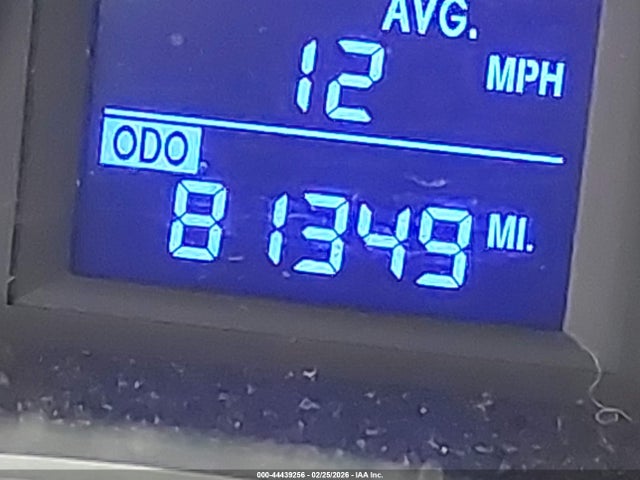 AVG.
12 MPH
ODO
81349 MI.
000-44439256 - 02/25/2026 - IAA Inc.